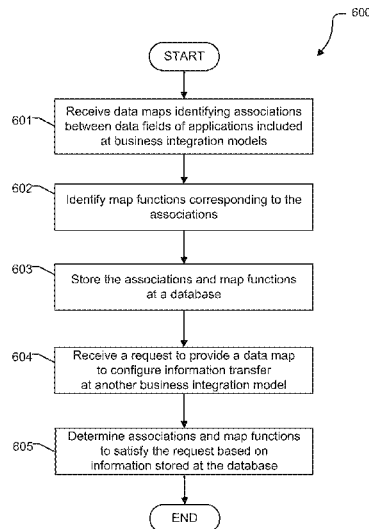 600
START
601
Receive data maps identifying associations
between data fields of applications included
at business integration models
602
Identify map functions corresponding to the
associations
603
Store the associations and map functions
at a database
604
Receive a request to provide a data map
to configure information transfer
at another business integration model
605
Determine associations and map functions
to satisfy the request based on
information stored at the database
END